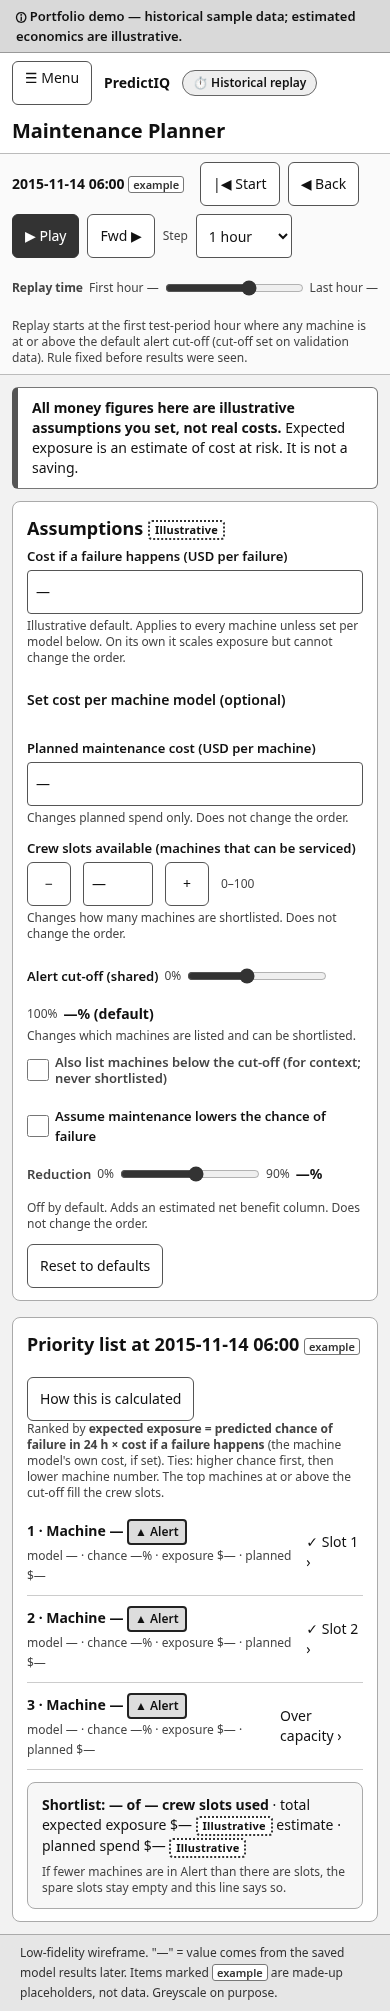 ⓘ Portfolio demo — historical sample data; estimated
economics are illustrative.
☰ Menu PredictIQ ⏱ Historical replay
Maintenance Planner
2015-11-14 06:00 example |◀ Start ◀ Back
▶ Play Fwd ▶ Step 1 hour
Replay time First hour — Last hour —
Replay starts at the first test-period hour where any machine is
at or above the default alert cut-off (cut-off set on validation
data). Rule fixed before results were seen.
All money figures here are illustrative
assumptions you set, not real costs. Expected
exposure is an estimate of cost at risk. It is not a
saving.
Assumptions Illustrative
Cost if a failure happens (USD per failure)
—
Illustrative default. Applies to every machine unless set per
model below. On its own it scales exposure but cannot
change the order.
Set cost per machine model (optional)
Planned maintenance cost (USD per machine)
—
Changes planned spend only. Does not change the order.
Crew slots available (machines that can be serviced)
− — + 0–100
Changes how many machines are shortlisted. Does not
change the order.
Alert cut-off (shared) 0%
100% —% (default)
Changes which machines are listed and can be shortlisted.
Also list machines below the cut-off (for context;
never shortlisted)
Assume maintenance lowers the chance of
failure
Reduction 0% 90% —%
Off by default. Adds an estimated net benefit column. Does
not change the order.
Reset to defaults
Priority list at 2015-11-14 06:00 example
How this is calculated
Ranked by expected exposure = predicted chance of
failure in 24 h × cost if a failure happens (the machine
model's own cost, if set). Ties: higher chance first, then
lower machine number. The top machines at or above the
cut-off fill the crew slots.
1 · Machine — ▲ Alert
model — · chance —% · exposure $— · planned
$—
✓ Slot 1
›
2 · Machine — ▲ Alert
model — · chance —% · exposure $— · planned
$—
✓ Slot 2
›
3 · Machine — ▲ Alert
model — · chance —% · exposure $— ·
planned $—
Over
capacity ›
Shortlist: — of — crew slots used · total
expected exposure $— Illustrative estimate ·
planned spend $— Illustrative
If fewer machines are in Alert than there are slots, the
spare slots stay empty and this line says so.
Low-fidelity wireframe. "—" = value comes from the saved
model results later. Items marked example are made-up
placeholders, not data. Greyscale on purpose.